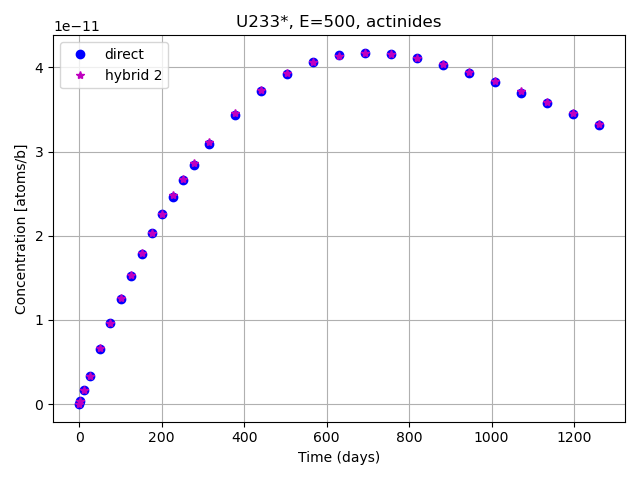 U233*, E=500, actinides
1e−11
direct
hybrid 2
4
3
2
1
0
Concentration [atoms/b]
0 200 400 600 800 1000 1200
Time (days)